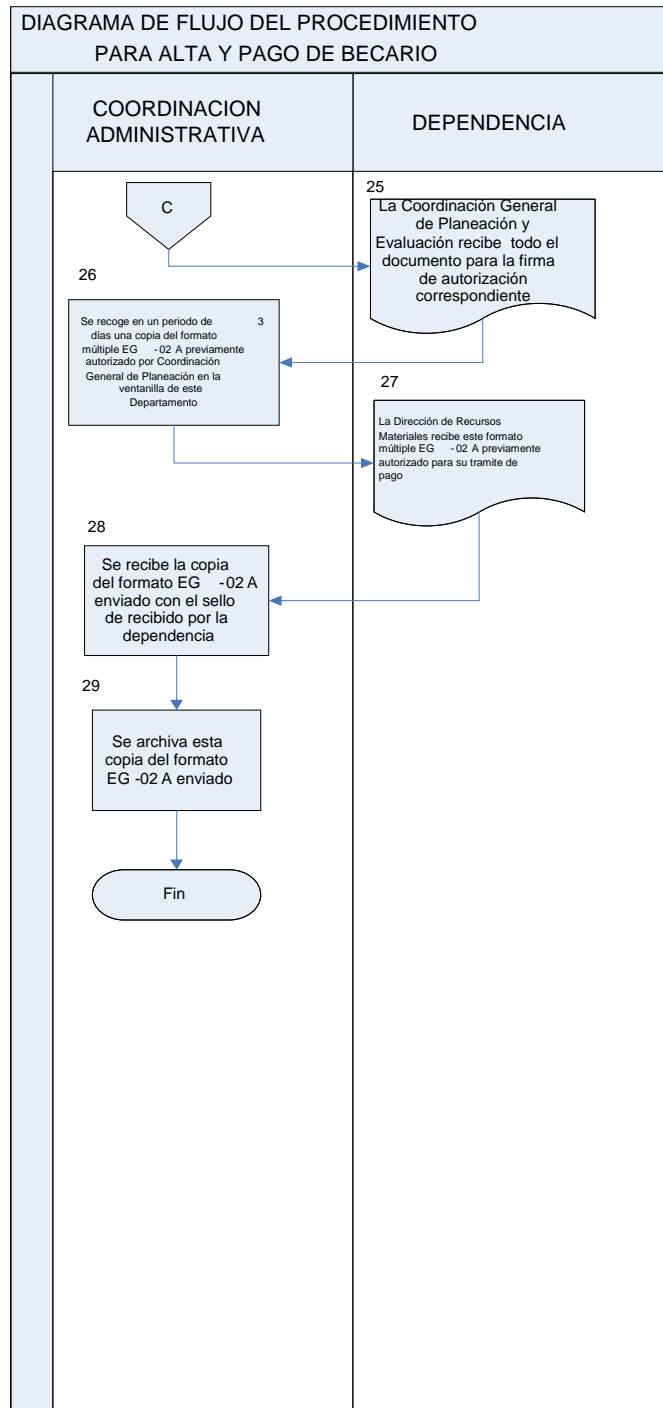 DIAGRAMA DE FLUJO DEL PROCEDIMIENTO
PARA ALTA Y PAGO DE BECARIO
COORDINACION
ADMINISTRATIVA
DEPENDENCIA
C
25
La Coordinación General
de Planeación y
Evaluación recibe todo el
documento para la firma
de autorización
correspondiente
26
Se recoge en un periodo de 3
días una copia del formato
múltiple EG -02 A previamente
autorizado por Coordinación
General de Planeación en la
ventanilla de este
Departamento
27
La Dirección de Recursos
Materiales recibe este formato
múltiple EG -02 A previamente
autorizado para su tramite de
pago
28
Se recibe la copia
del formato EG -02 A
enviado con el sello
de recibido por la
dependencia
29
Se archiva esta
copia del formato
EG -02 A enviado
Fin